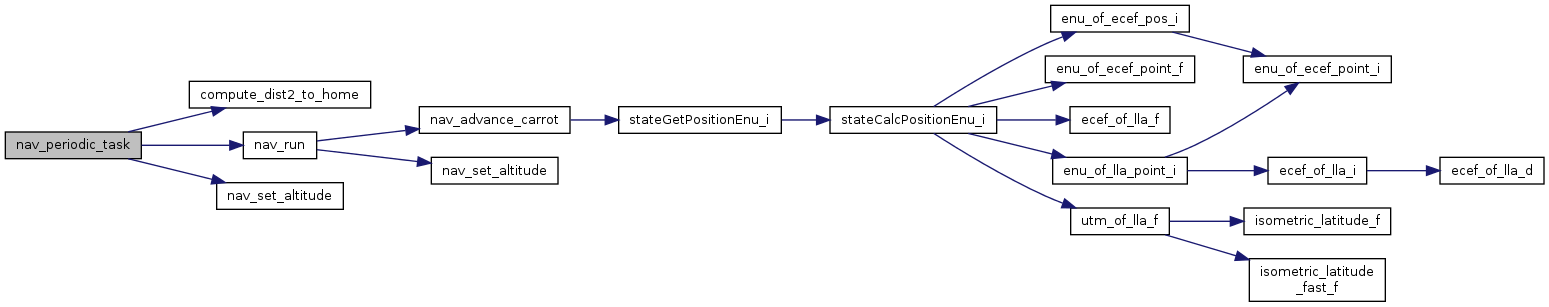 nav_periodic_task
compute_dist2_to_home
nav_run
nav_set_altitude
nav_advance_carrot
nav_set_altitude
stateGetPositionEnu_i
stateCalcPositionEnu_i
enu_of_ecef_pos_i
enu_of_ecef_point_f
ecef_of_lla_f
enu_of_lla_point_i
utm_of_lla_f
enu_of_ecef_point_i
ecef_of_lla_i
isometric_latitude_f
isometric_latitude
_fast_f
ecef_of_lla_d